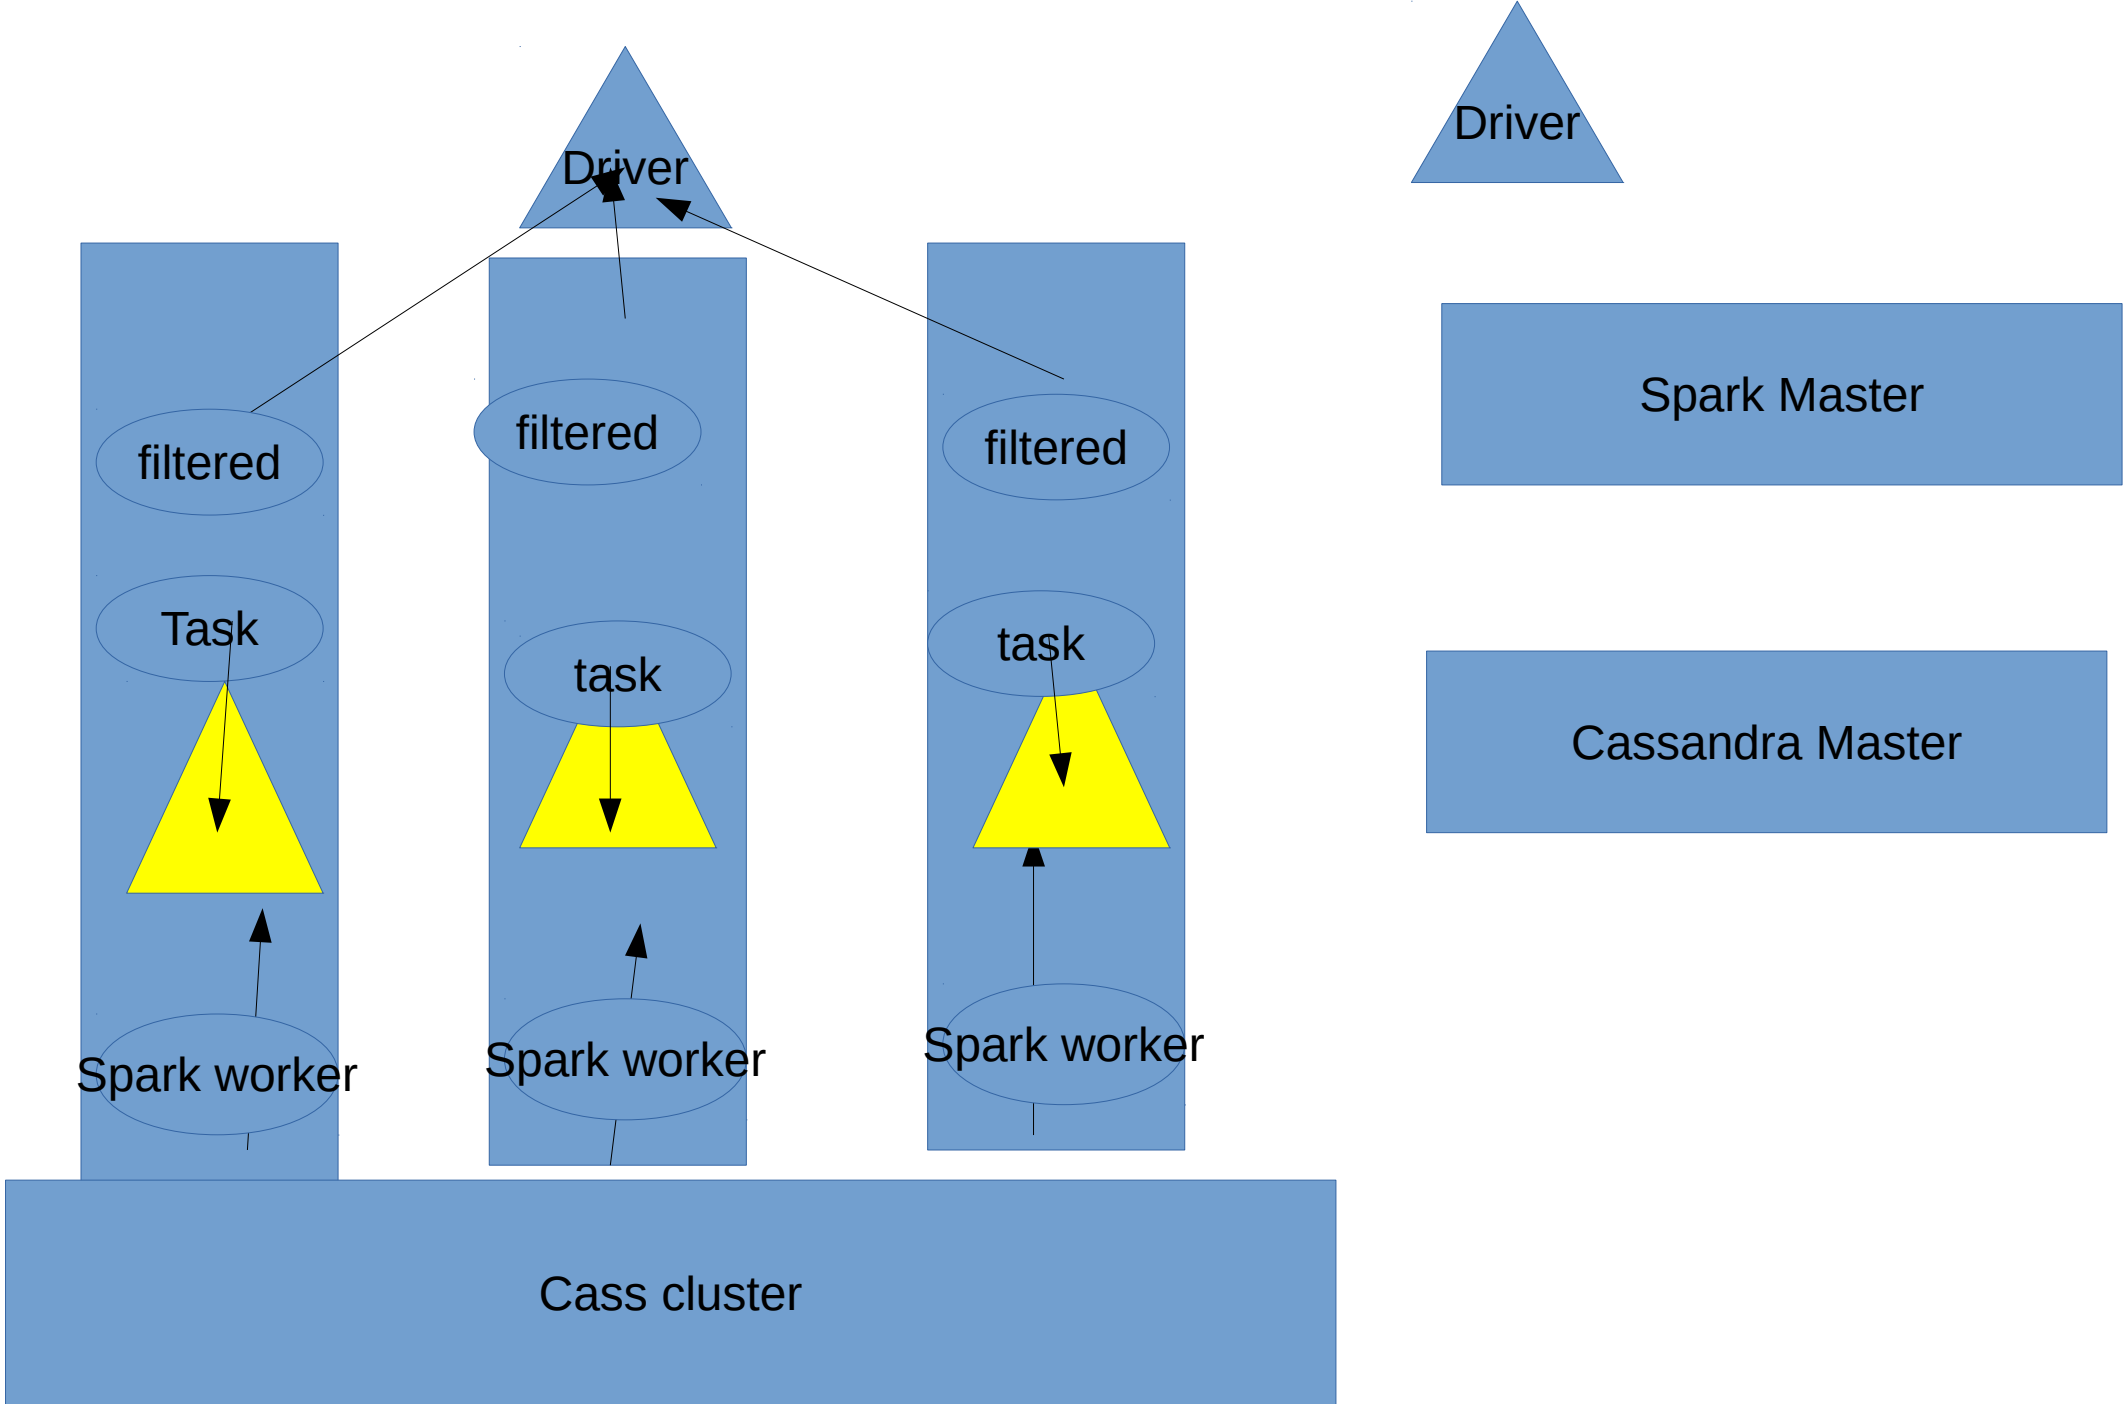 Driver
Driver
Spark Master
filtered
filtered
filtered
Task
task
task
Cassandra Master
Spark worker
Spark worker
Spark worker
Cass cluster